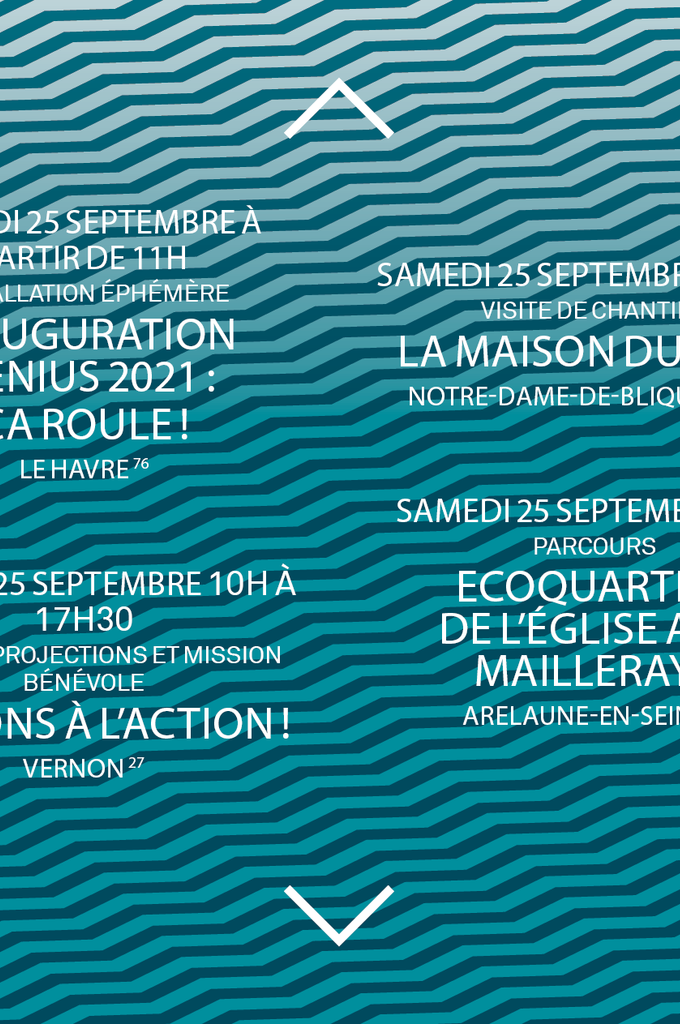 DI 25 SEPTEMBRE À
ARTIR DE 11H
ALLATION ÉPHÉMÈRE
UGURATION
ENIUS 2021 :
ÇA ROULE !
LE HAVRE 76
25 SEPTEMBRE 10H À
17H30
PROJECTIONS ET MISSION
BÉNÉVOLE
ONS À L’ACTION !
VERNON 27
SAMEDI 25 SEPTEMBR
VISITE DE CHANTI
LA MAISON DU
NOTRE-DAME-DE-BLIQU
SAMEDI 25 SEPTEMB
PARCOURS
ECOQUARTI
DE L’ÉGLISE A
MAILLERAY
ARELAUNE-EN-SEIN